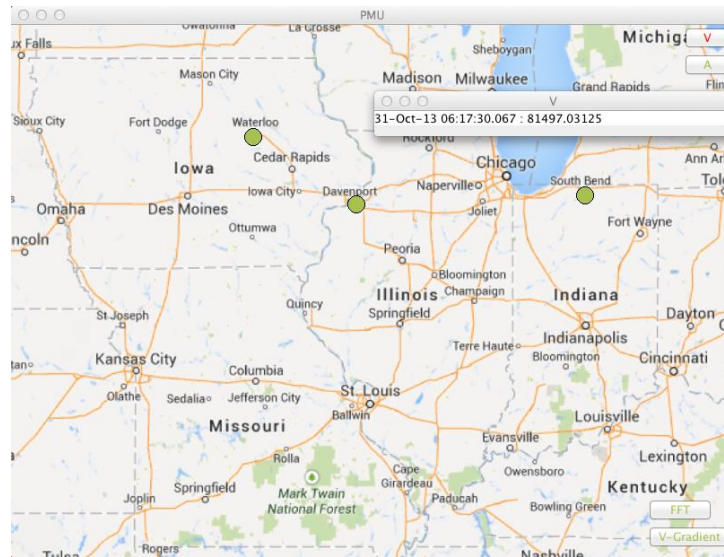 PMU
Owatonna
La Crosse
ux Falls
Sheboygan
Michiga
V
Mason City
Madison
Milwaukee
A
Grand Rapids
Flin
V
Sioux City
Fort Dodge
Waterloo
31-Oct-13 06:17:30.067 : 81497.03125
Rockford
Cedar Rapids
Chicago
Ann Ar
Iowa
Naperville
South Bend
Tole
Iowa City
Davenport
Omaha
Des Moines
Joliet
Fort Wayne
ncoln
Ottumwa
Peoria
Bloomington
Illinois
Champaign
Indiana
Quincy
Springfield
Dayton
St Joseph
Indianapolis
Terre Haute
Kansas City
Bloomington
Cincinnati
Columbia
Olathe
Sedalia
Jefferson City
St. Louis
Ballwin
Louisville
Missouri
Evansville
Rolla
Lexington
Cape
Girardeau
Owensboro
Springfield
Mark Twain
National Forest
Kentucky
Joplin
Paducah
Bowling Green
FFT
V-Gradient
Rogers
Nashville
Tulsa